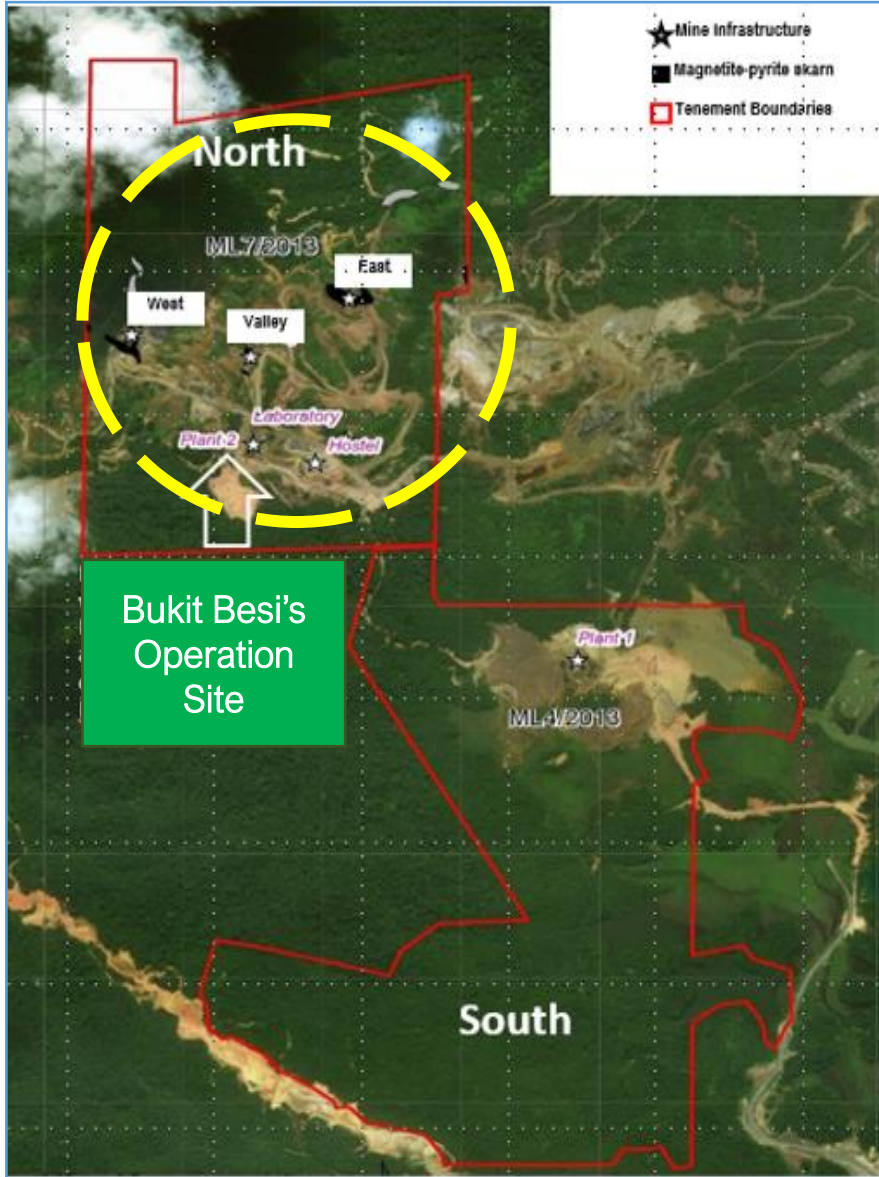 Mine Infrastructure
Magnetite-pyrite skarn
Tenement Boundaries
North
ML7/2013
East
West
Valley
Laboratory
Plant-2
Hostel
Bukit Besi's
Operation
Site
Plant-1
ML4/2013
South